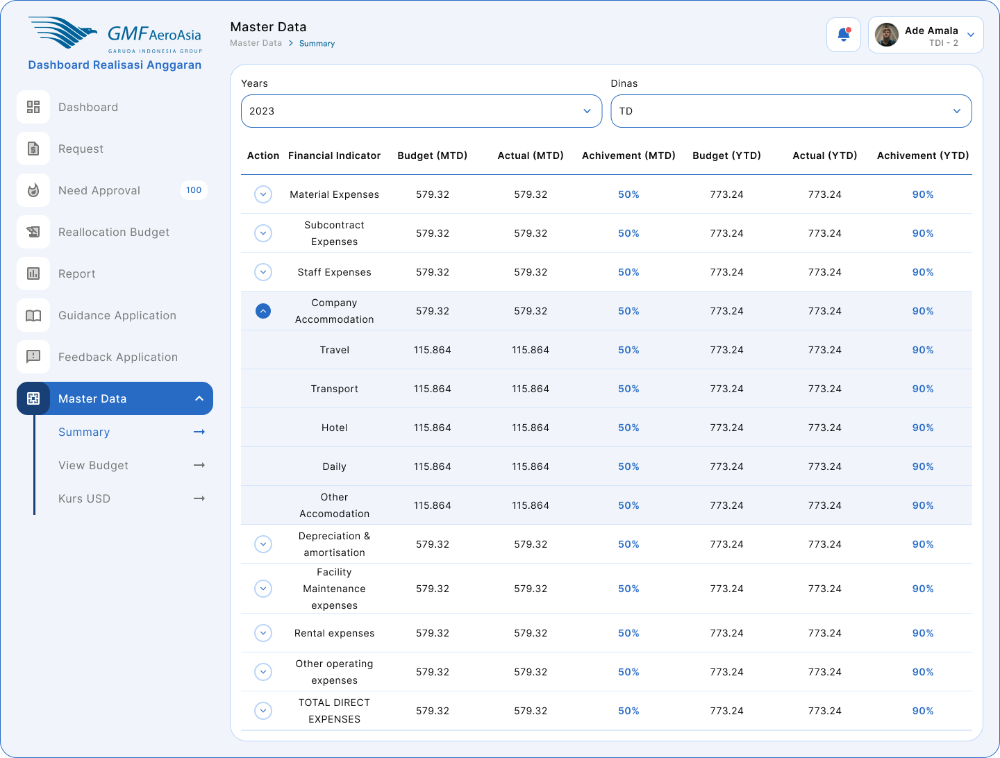 GMF AeroAsia
GARUDA INDONESIA GROUP
Dashboard Realisasi Anggaran
Dashboard
Request
Need Approval 100
Reallocation Budget
Report
Guidance Application
Feedback Application
Master Data
Summary
View Budget
Kurs USD
Master Data
Master Data > Summary
Ade Amala
TDI - 2
Years
2023
Dinas
TD
Action Financial Indicator Budget (MTD) Actual (MTD) Achivement (MTD) Budget (YTD) Actual (YTD) Achivement (YTD)
Material Expenses 579.32 579.32 50% 773.24 773.24 90%
Subcontract
Expenses 579.32 579.32 50% 773.24 773.24 90%
Staff Expenses 579.32 579.32 50% 773.24 773.24 90%
Company
Accommodation 579.32 579.32 50% 773.24 773.24 90%
Travel 115.864 115.864 50% 773.24 773.24 90%
Transport 115.864 115.864 50% 773.24 773.24 90%
Hotel 115.864 115.864 50% 773.24 773.24 90%
Daily 115.864 115.864 50% 773.24 773.24 90%
Other
Accomodation 115.864 115.864 50% 773.24 773.24 90%
Depreciation &
amortisation 579.32 579.32 50% 773.24 773.24 90%
Facility
Maintenance 579.32 579.32 50% 773.24 773.24 90%
expenses
Rental expenses 579.32 579.32 50% 773.24 773.24 90%
Other operating
expenses 579.32 579.32 50% 773.24 773.24 90%
TOTAL DIRECT
EXPENSES 579.32 579.32 50% 773.24 773.24 90%